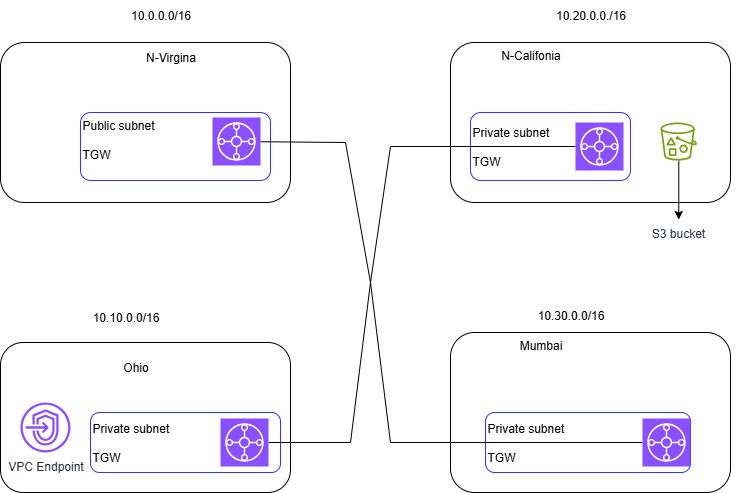 10.0.0.0/16
10.20.0.0./16
N-Virgina
N-Califonia
Public subnet
TGW
Private subnet
TGW
S3 bucket
10.10.0.0/16
10.30.0.0/16
Ohio
Mumbai
VPC Endpoint
Private subnet
TGW
Private subnet
TGW